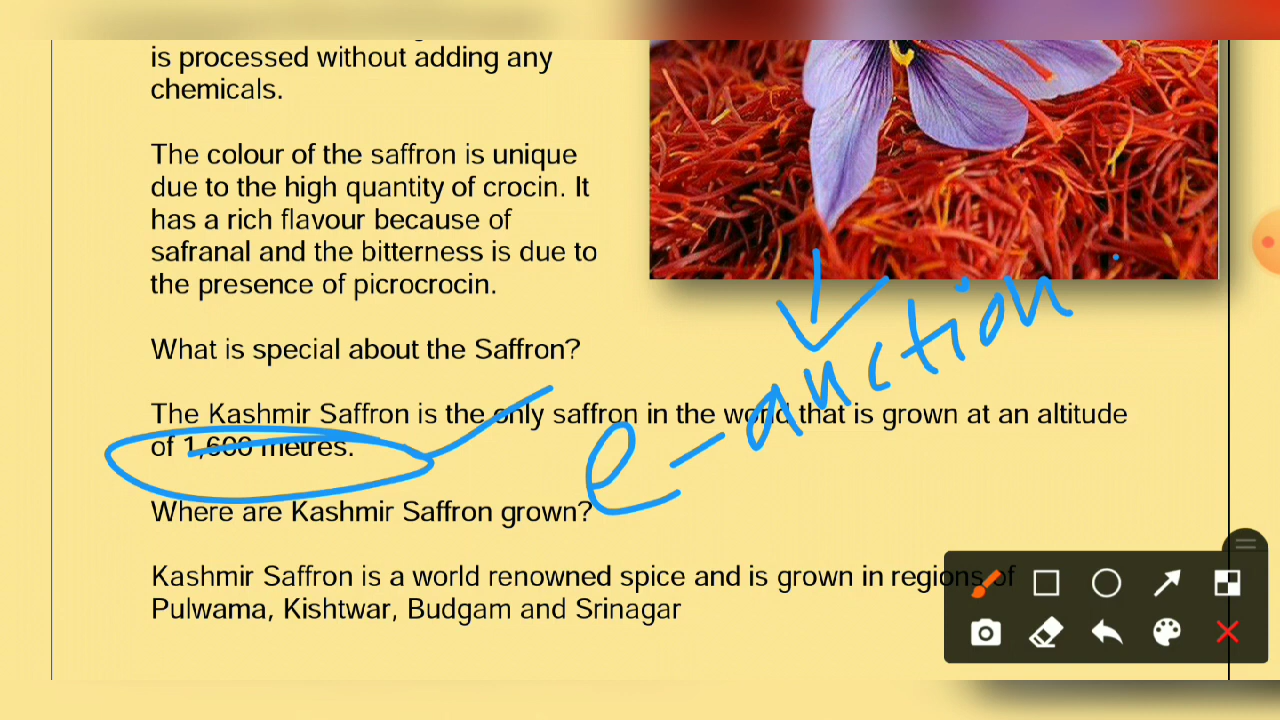 is processed without adding any
chemicals.
The colour of the saffron is unique
due to the high quantity of crocin. It
has a rich flavour because of
safranal and the bitterness is due to
the presence of picrocrocin.
What is special about the Saffron?
The Kashmir Saffron is the only saffron in the world that is grown at an altitude
of 1,600 metres.
e-auction
Where are Kashmir Saffron grown?
Kashmir Saffron is a world renowned spice and is grown in regions of
Pulwama, Kishtwar, Budgam and Srinagar